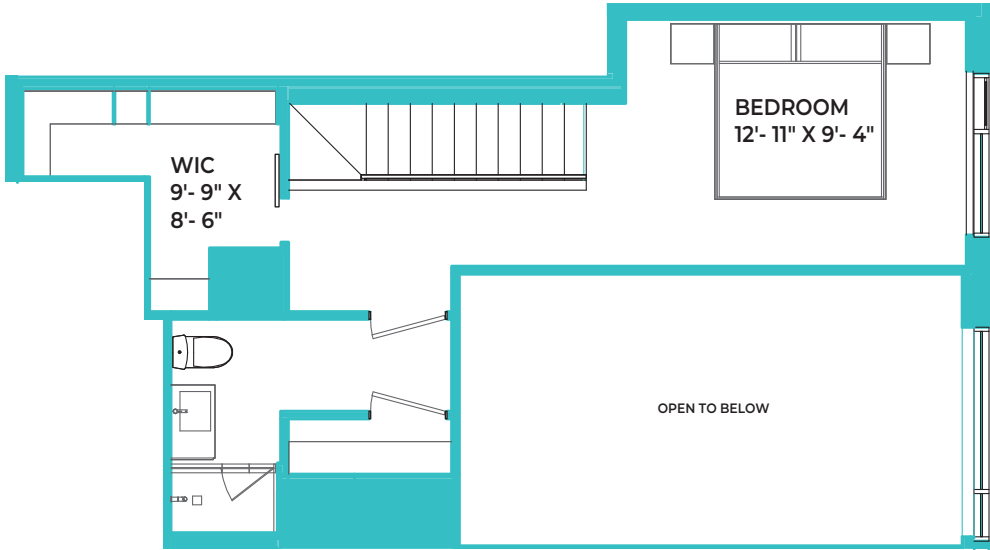 BEDROOM
12'- 11" X 9'- 4"
WIC
9'- 9" X
8'- 6"
OPEN TO BELOW